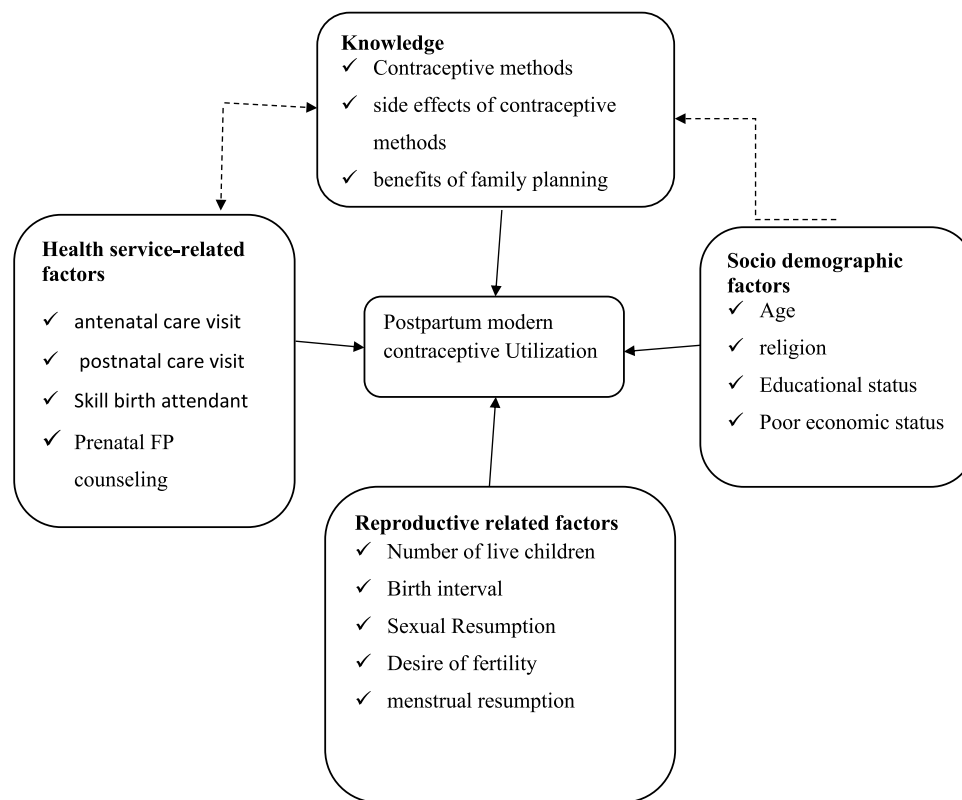 Knowledge
✓ Contraceptive methods
✓ side effects of contraceptive
methods
✓ benefits of family planning
Health service-related
factors
✓ antenatal care visit
✓ postnatal care visit
✓ Skill birth attendant
✓ Prenatal FP
counseling
Postpartum modern
contraceptive Utilization
Socio demographic
factors
✓ Age
✓ religion
✓ Educational status
✓ Poor economic status
Reproductive related factors
✓ Number of live children
✓ Birth interval
✓ Sexual Resumption
✓ Desire of fertility
✓ menstrual resumption